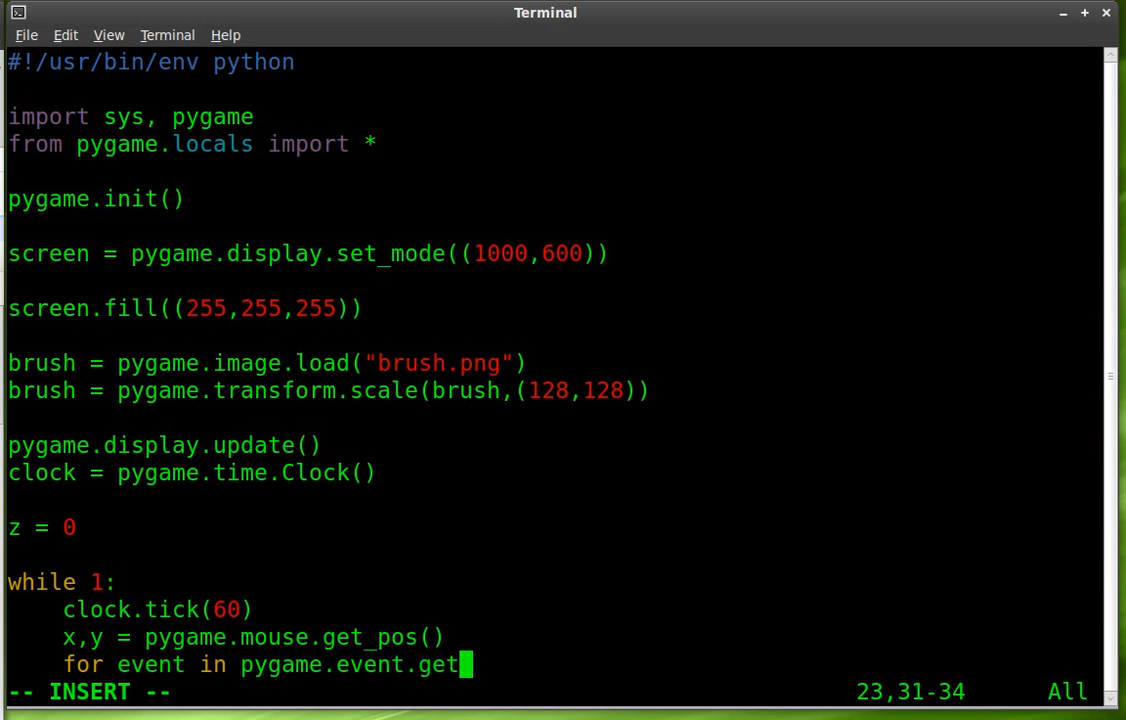 Terminal
File Edit View Terminal Help
#!/usr/bin/env python
import sys, pygame
from pygame.locals import *
pygame.init()
screen = pygame.display.set_mode((1000,600))
screen.fill((255,255,255))
brush = pygame.image.load("brush.png")
brush = pygame.transform.scale(brush,(128,128))
pygame.display.update()
clock = pygame.time.Clock()
z = 0
while 1:
    clock.tick(60)
    x,y = pygame.mouse.get_pos()
    for event in pygame.event.get
-- INSERT -- 23,31-34 All